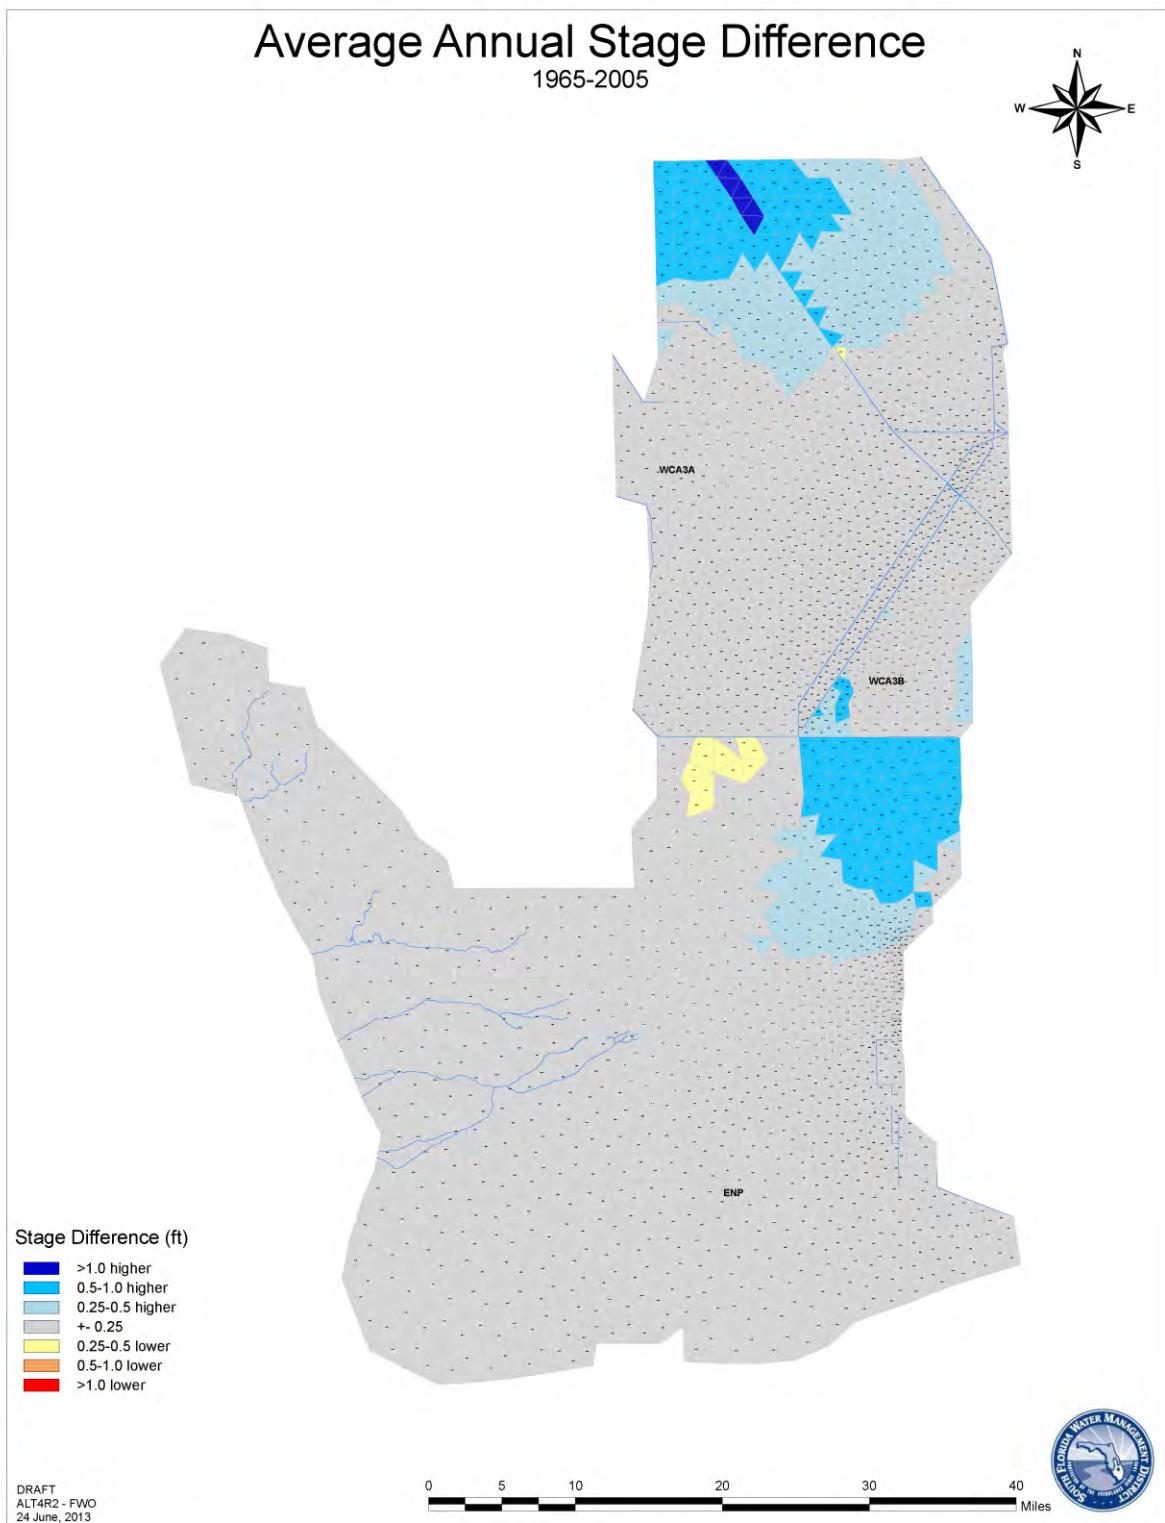 Average Annual Stage Difference
1965-2005
N
W E
S
WCA3A
WCA3B
ENP
Stage Difference (ft)
>1.0 higher
0.5-1.0 higher
0.25-0.5 higher
+- 0.25
0.25-0.5 lower
0.5-1.0 lower
>1.0 lower
DRAFT
ALT4R2 - FWO
24 June, 2013
0 5 10 20 30 40
Miles
SOUTH FLORIDA WATER MANAGEMENT DISTRICT